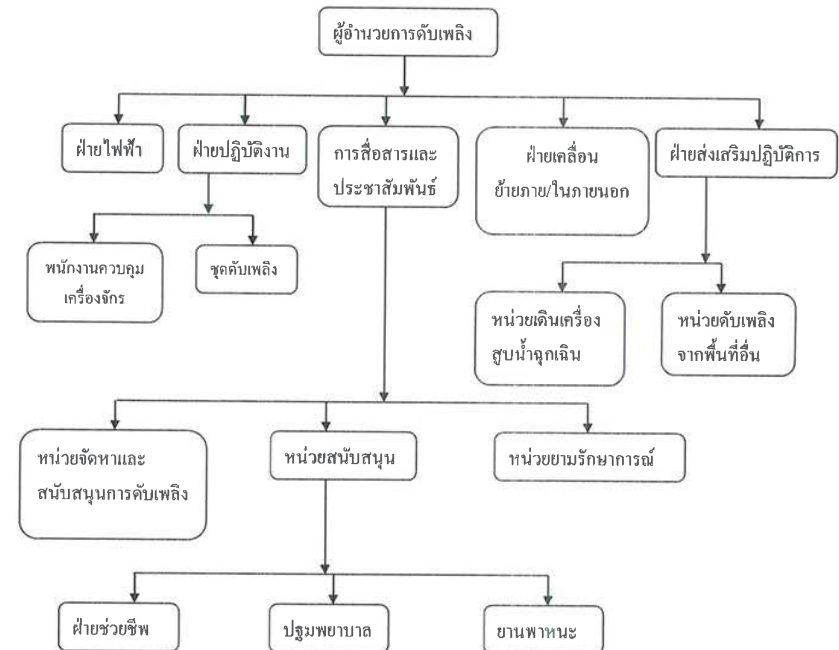 ผู้อำนวยการดับเพลิง
ฝ่ายไฟฟ้า
ฝ่ายปฏิบัติงาน
การสื่อสารและ
ประชาสัมพันธ์
ฝ่ายเคลื่อน
ย้ายภาย/ในภายนอก
ฝ่ายส่งเสริมปฏิบัติการ
พนักงานควบคุม
เครื่องจักร
ชุดดับเพลิง
หน่วยเดินเครื่อง
สูบน้ำฉุกเฉิน
หน่วยดับเพลิง
จากพื้นที่อื่น
หน่วยจัดหาและ
สนับสนุนการดับเพลิง
หน่วยสนับสนุน
หน่วยยามรักษาการณ์
ฝ่ายช่วยชีพ
ปฐมพยาบาล
ยานพาหนะ